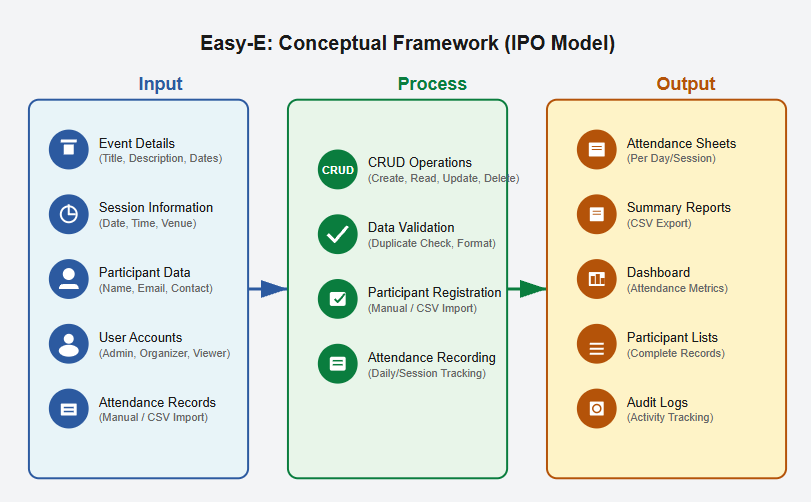 Easy-E: Conceptual Framework (IPO Model)
Input
Event Details
(Title, Description, Dates)
Session Information
(Date, Time, Venue)
Participant Data
(Name, Email, Contact)
User Accounts
(Admin, Organizer, Viewer)
Attendance Records
(Manual / CSV Import)
Process
CRUD
CRUD Operations
(Create, Read, Update, Delete)
Data Validation
(Duplicate Check, Format)
Participant Registration
(Manual / CSV Import)
Attendance Recording
(Daily/Session Tracking)
Output
Attendance Sheets
(Per Day/Session)
Summary Reports
(CSV Export)
Dashboard
(Attendance Metrics)
Participant Lists
(Complete Records)
Audit Logs
(Activity Tracking)